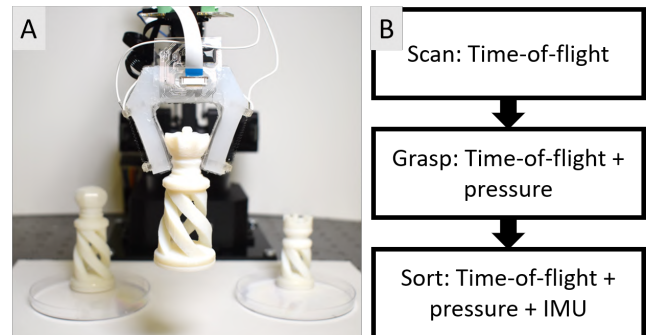 A
B
Scan: Time-of-flight
Grasp: Time-of-flight +
pressure
Sort: Time-of-flight +
pressure + IMU